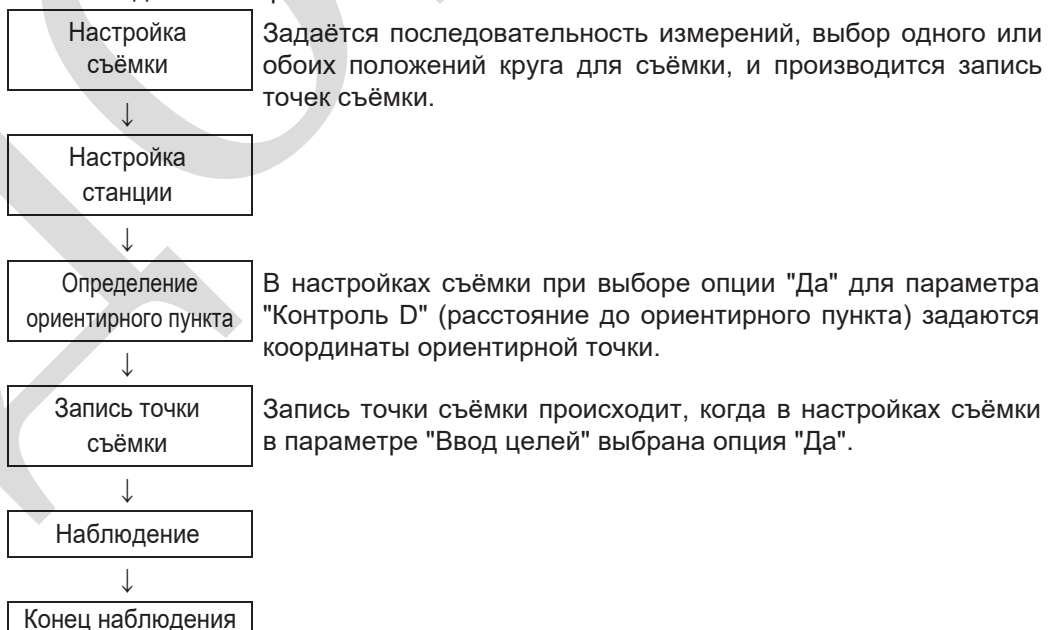 Настройка
съёмки
Задаётся последовательность измерений, выбор одного или
обоих положений круга для съёмки, и производится запись
точек съёмки.
↓
Настройка
станции
↓
Определение
ориентирного пункта
В настройках съёмки при выборе опции "Да" для параметра
"Контроль D" (расстояние до ориентирного пункта) задаются
координаты ориентирной точки.
↓
Запись точки
съёмки
Запись точки съёмки происходит, когда в настройках съёмки
в параметре "Ввод целей" выбрана опция "Да".
↓
Наблюдение
↓
Конец наблюдения